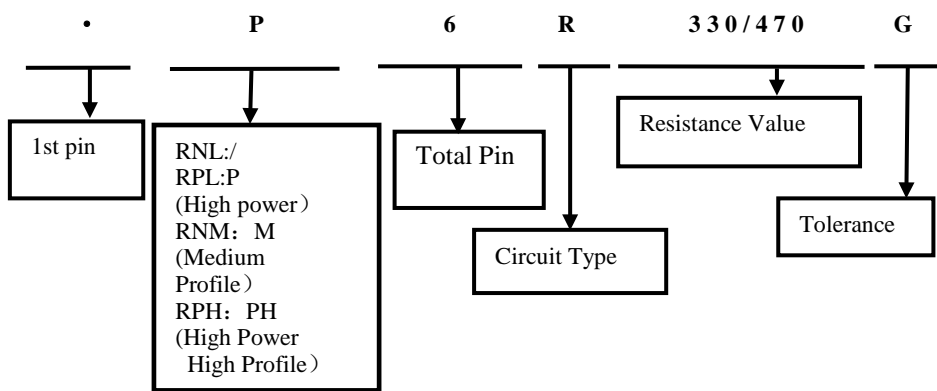 • P 6 R 330/470 G
1st pin
RNL:/
RPL:P
(High power）
RNM：M
(Medium
Profile）
RPH：PH
(High Power
High Profile）
Total Pin
Circuit Type
Resistance Value
Tolerance